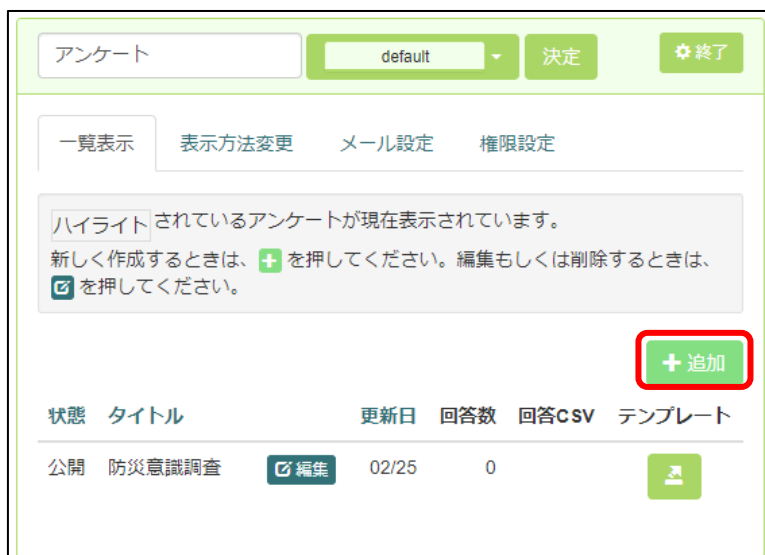 アンケート default 決定 終了
一覧表示 表示方法変更 メール設定 権限設定
ハイライト されているアンケートが現在表示されています。
新しく作成するときは、 を押してください。編集もしくは削除するときは、
を押してください。
追加
状態 タイトル 更新日 回答数 回答CSV テンプレート
公開 防災意識調査 編集 02/25 0